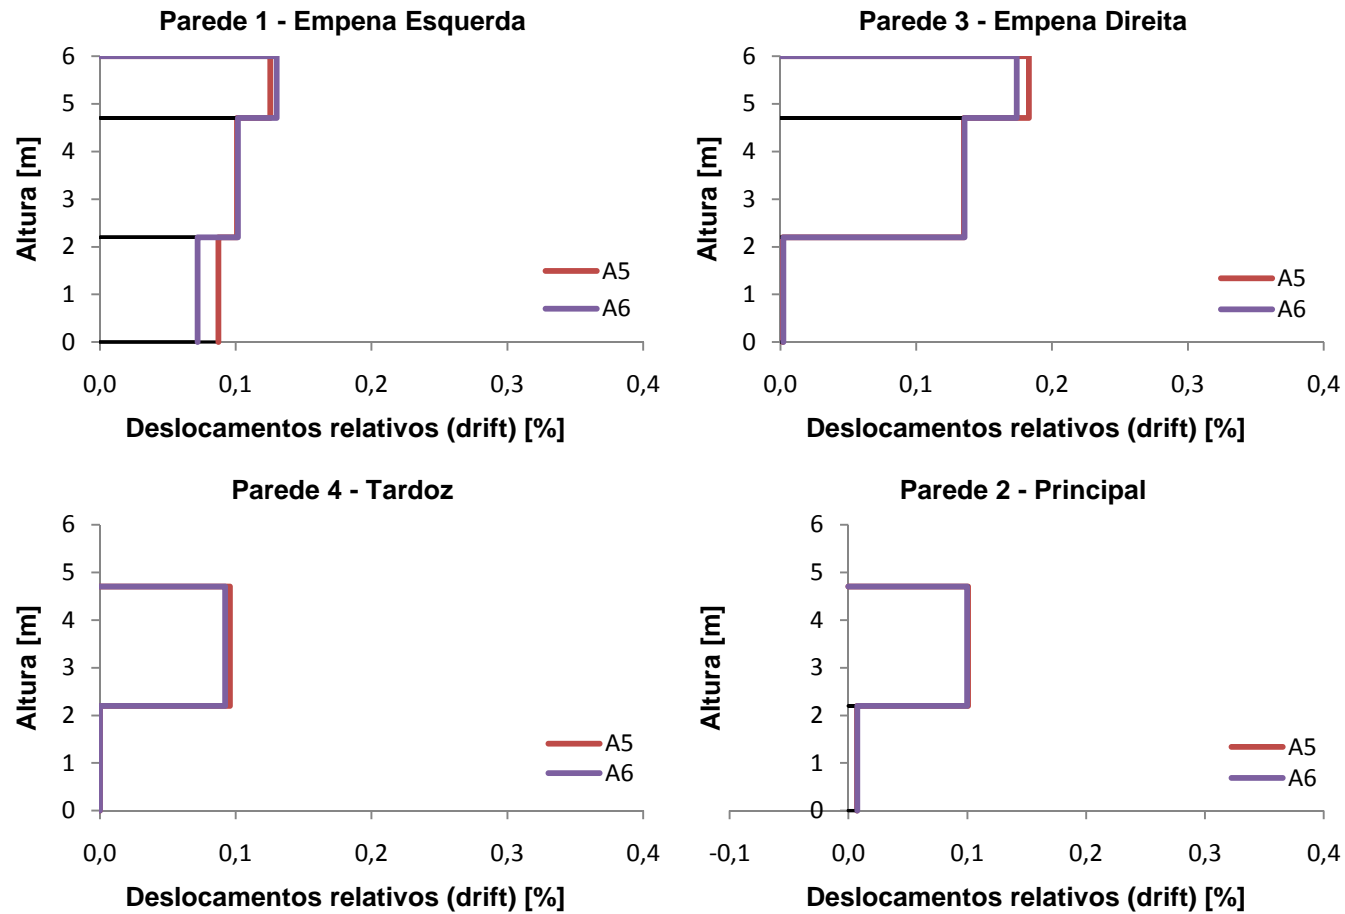 Parede 1 - Empena Esquerda
6
5
4
3
2
1
0
Altura [m]
A5
A6
0,0 0,1 0,2 0,3 0,4
Deslocamentos relativos (drift) [%]
Parede 3 - Empena Direita
6
5
4
3
2
1
0
Altura [m]
A5
A6
0,0 0,1 0,2 0,3 0,4
Deslocamentos relativos (drift) [%]
Parede 4 - Tardoz
6
5
4
3
2
1
0
Altura [m]
A5
A6
0,0 0,1 0,2 0,3 0,4
Deslocamentos relativos (drift) [%]
Parede 2 - Principal
6
5
4
3
2
1
0
Altura [m]
A5
A6
-0,1 0,0 0,1 0,2 0,3 0,4
Deslocamentos relativos (drift) [%]